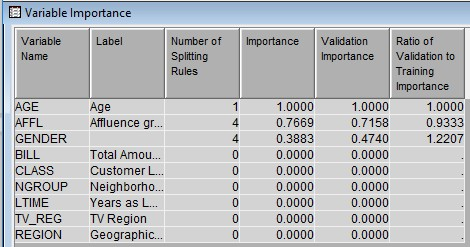 Variable Importance
Variable Name Label Number of Splitting Rules Importance Validation Importance Ratio of Validation to Training Importance
AGE Age 1 1.0000 1.0000 1.0000
AFFL Affluence gr... 4 0.7669 0.7158 0.9333
GENDER 4 0.3883 0.4740 1.2207
BILL Total Amou... 0 0.0000 0.0000 .
CLASS Customer L... 0 0.0000 0.0000 .
NGROUP Neighborho... 0 0.0000 0.0000 .
LTIME Years as L... 0 0.0000 0.0000 .
TV_REG TV Region 0 0.0000 0.0000 .
REGION Geographic... 0 0.0000 0.0000 .